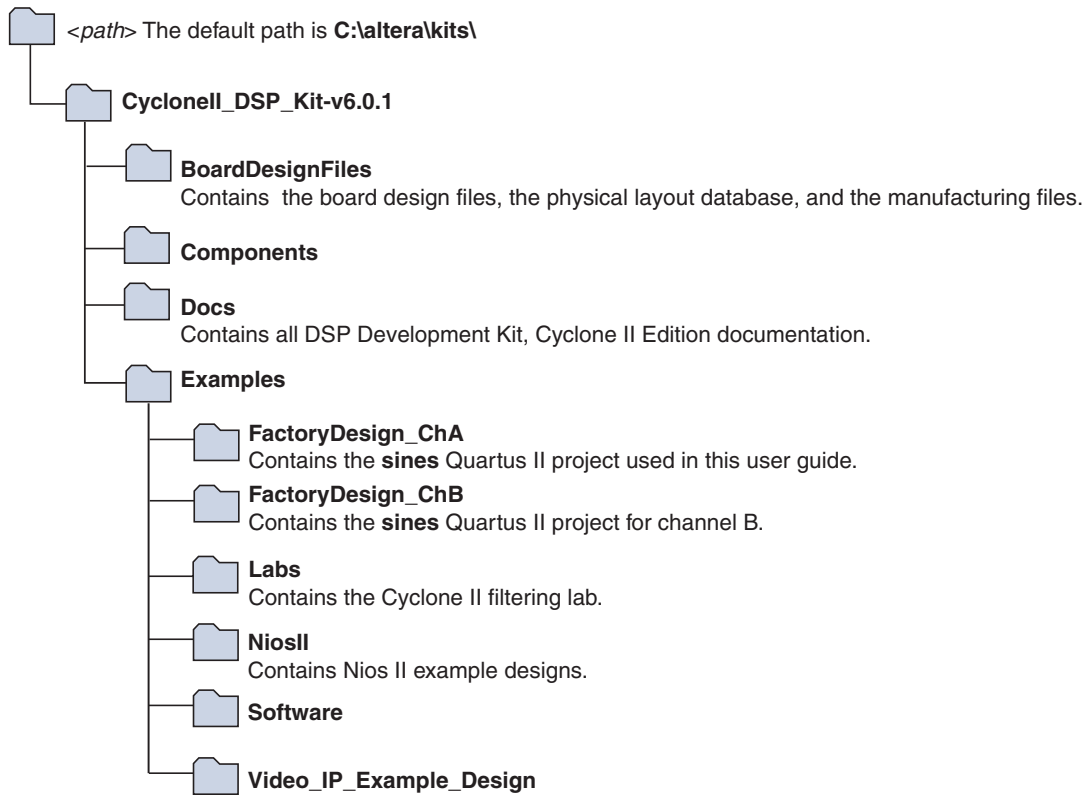 <path> The default path is C:\altera\kits\
CycloneII_DSP_Kit-v6.0.1
BoardDesignFiles
Contains the board design files, the physical layout database, and the manufacturing files.
Components
Docs
Contains all DSP Development Kit, Cyclone II Edition documentation.
Examples
FactoryDesign_ChA
Contains the sines Quartus II project used in this user guide.
FactoryDesign_ChB
Contains the sines Quartus II project for channel B.
Labs
Contains the Cyclone II filtering lab.
NiosII
Contains Nios II example designs.
Software
Video_IP_Example_Design